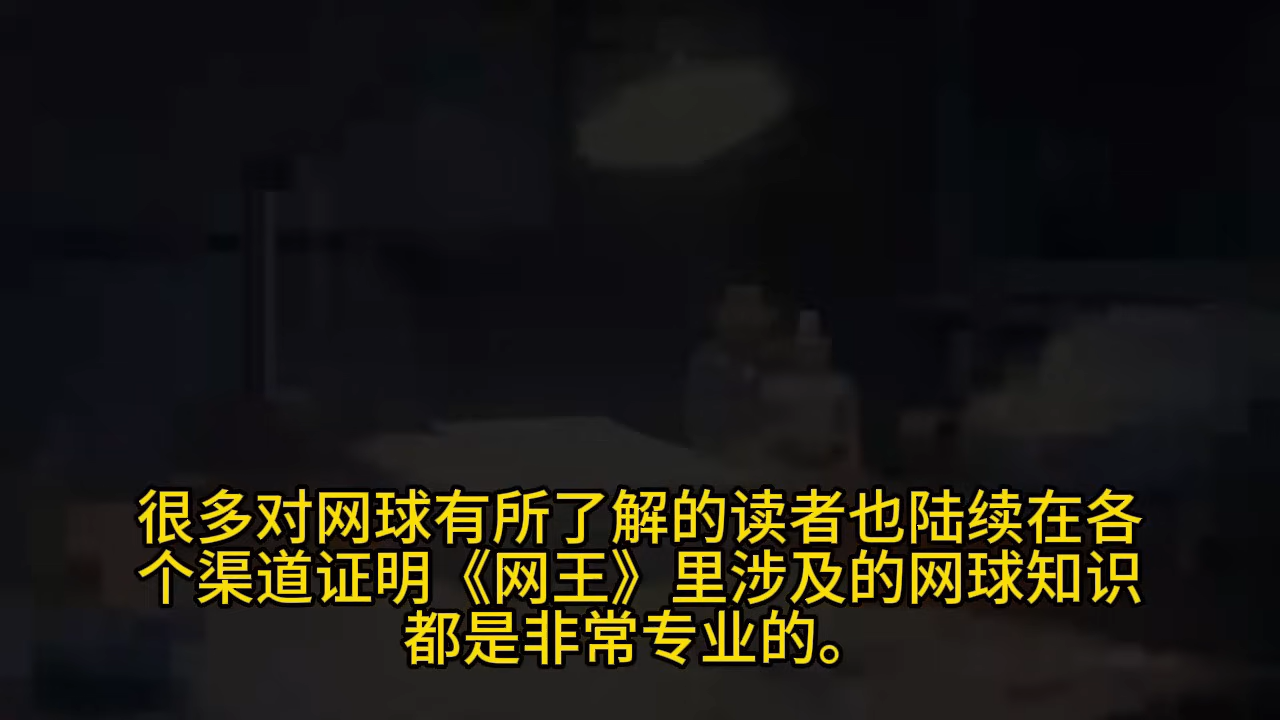 很多对网球有所了解的读者也陆续在各
个渠道证明《网王》里涉及的网球知识
都是非常专业的。